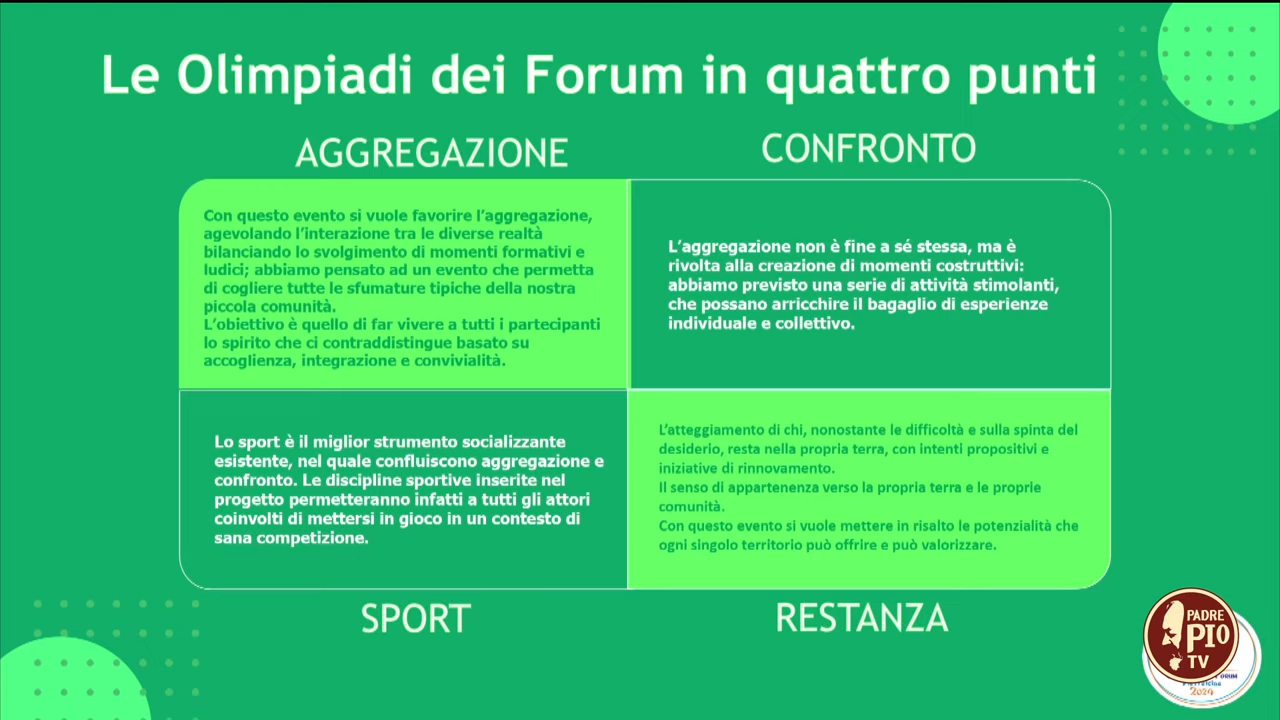 Le Olimpiadi dei Forum in quattro punti
AGGREGAZIONE
CONFRONTO
Con questo evento si vuole favorire l'aggregazione,
agevolando l'interazione tra le diverse realtà
bilanciando lo svolgimento di momenti formativi e
ludici; abbiamo pensato ad un evento che permetta
di cogliere tutte le sfumature tipiche della nostra
piccola comunità.
L'obiettivo è quello di far vivere a tutti i partecipanti
lo spirito che ci contraddistingue basato su
accoglienza, integrazione e convivialità.
L'aggregazione non è fine a sé stessa, ma è
rivolta alla creazione di momenti costruttivi:
abbiamo previsto una serie di attività stimolanti,
che possano arricchire il bagaglio di esperienze
individuale e collettivo.
Lo sport è il miglior strumento socializzante
esistente, nel quale confluiscono aggregazione e
confronto. Le discipline sportive inserite nel
progetto permetteranno infatti a tutti gli attori
coinvolti di mettersi in gioco in un contesto di
sana competizione.
L'atteggiamento di chi, nonostante le difficoltà e sulla spinta del
desiderio, resta nella propria terra, con intenti propositivi e
iniziative di rinnovamento.
Il senso di appartenenza verso la propria terra e le proprie
comunità.
Con questo evento si vuole mettere in risalto le potenzialità che
ogni singolo territorio può offrire e può valorizzare.
SPORT
RESTANZA
PADRE
PIO
TV
2024